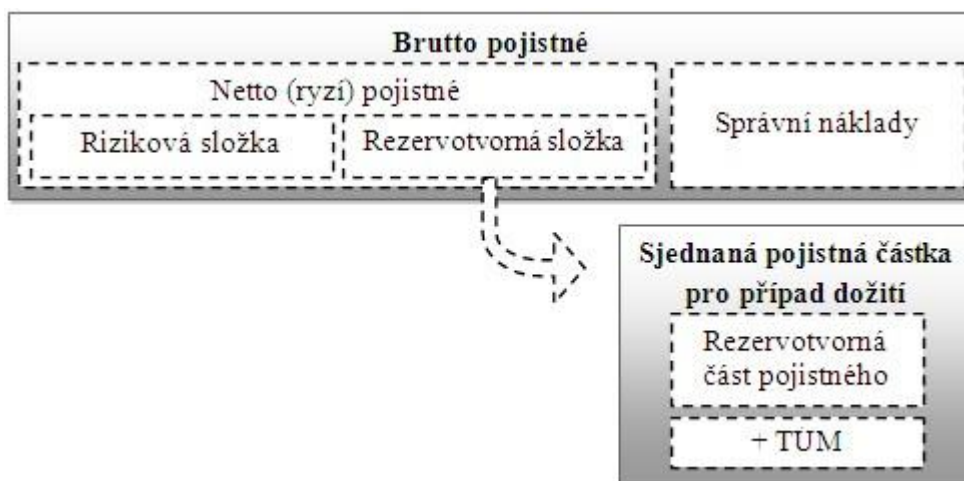 Brutto pojistné
Netto (ryzí) pojistné
Riziková složka
Rezervotvorná složka
Správní náklady
Sjednaná pojistná částka
pro případ dožití
Rezervotvorná
část pojistného
+ TÚM